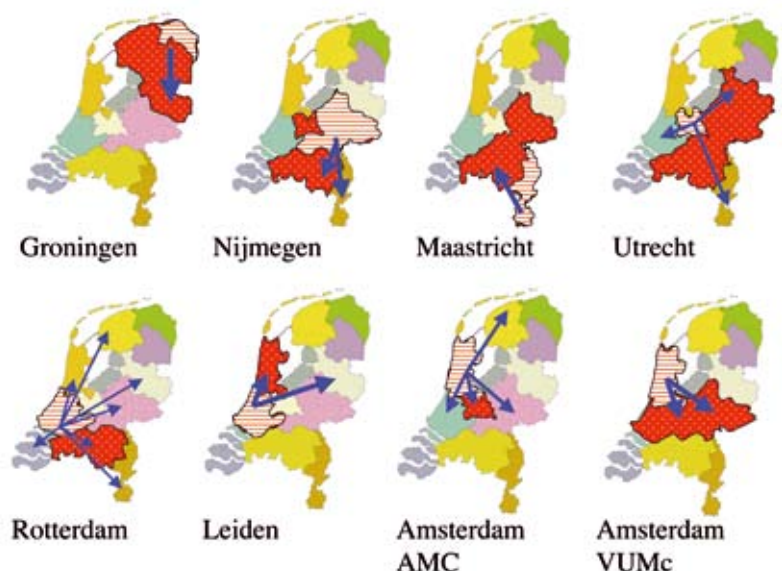 Groningen
Nijmegen
Maastricht
Utrecht
Rotterdam
Leiden
Amsterdam
AMC
Amsterdam
VUMc